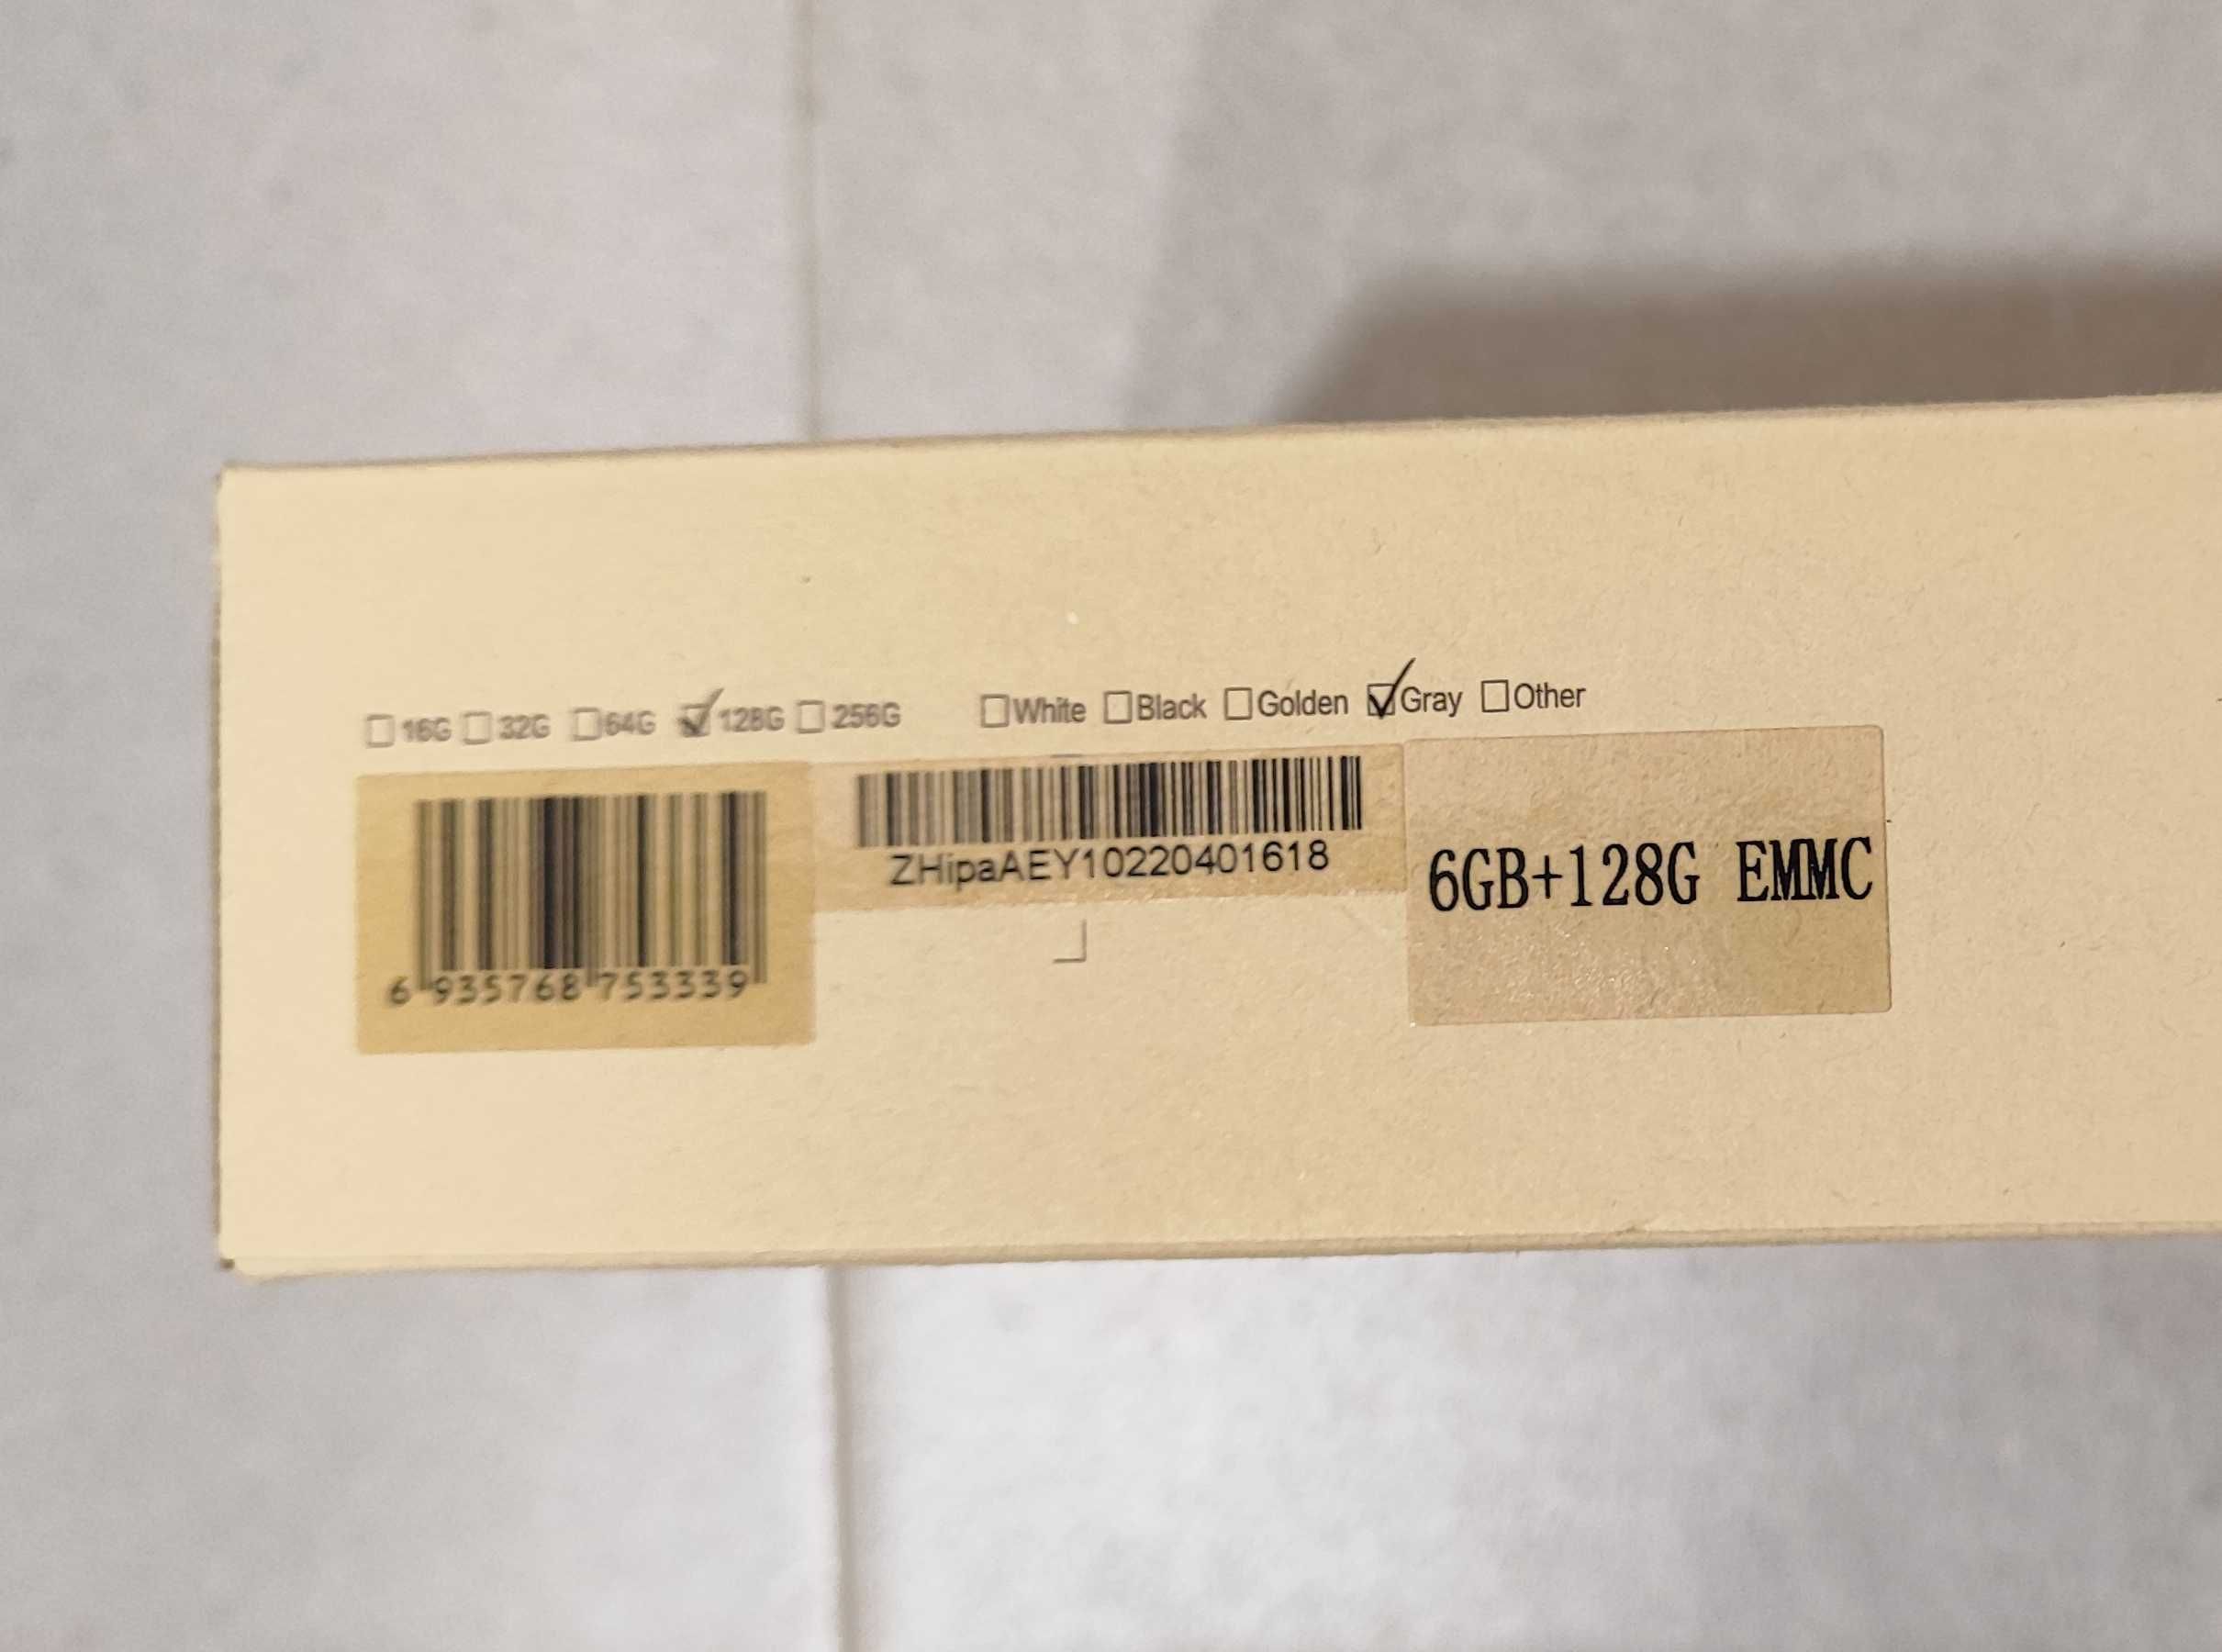 16G 32G 64G 128G 256G White Black Golden Gray Other
6 935768 753339
ZHipaAEY10220401618
6GB+128G EMMC